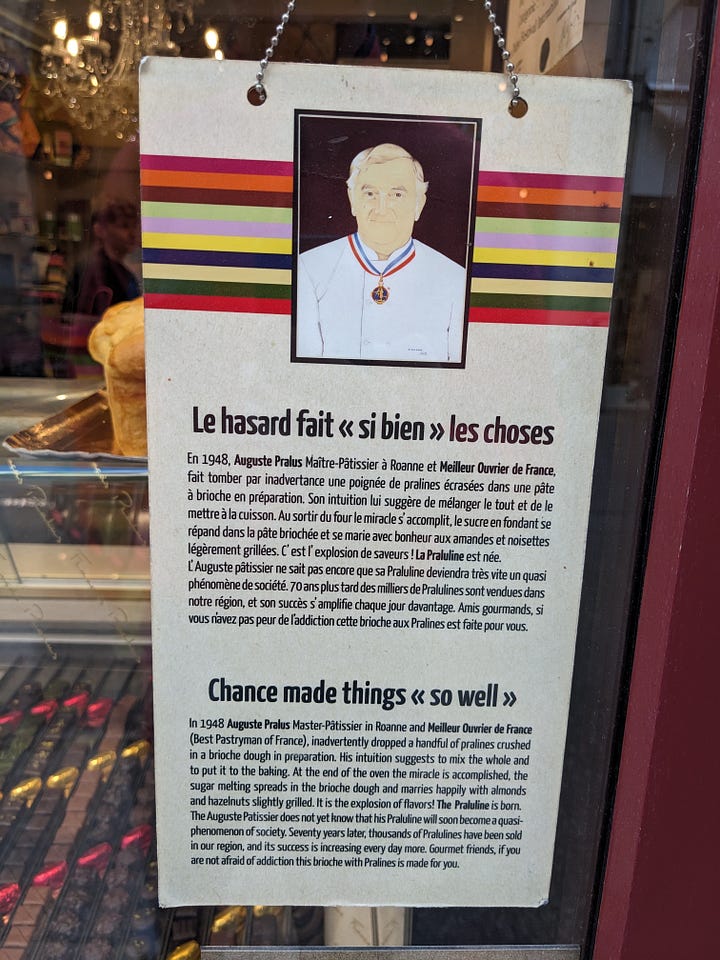 Le hasard fait « si bien » les choses
En 1948, Auguste Pralus Maître-Pâtissier à Roanne et Meilleur Ouvrier de France,
fait tomber par inadvertance une poignée de pralines écrasées dans une pâte
à brioche en préparation. Son intuition lui suggère de mélanger le tout et de le
mettre à la cuisson. Au sortir du four le miracle s'accomplit, le sucre en fondant se
répand dans la pâte briochée et se marie avec bonheur aux amandes et noisettes
légèrement grillées. C'est l'explosion de saveurs ! La Praluline est née.
L'Auguste pâtissier ne sait pas encore que sa Praluline deviendra très vite un quasi
phénomène de société. 70 ans plus tard des milliers de Pralulines sont vendues dans
notre région, et son succès s'amplifie chaque jour davantage. Amis gourmands, si
vous n'avez pas peur de l'addiction cette brioche aux Pralines est faite pour vous.
Chance made things « so well »
In 1948 Auguste Pralus Master-Pâtissier in Roanne and Meilleur Ouvrier de France
(Best Pastryman of France), inadvertently dropped a handful of pralines crushed
in a brioche dough in preparation. His intuition suggests to mix the whole and
to put it to the baking. At the end of the oven the miracle is accomplished, the
sugar melting spreads in the brioche dough and marries happily with almonds
and hazelnuts slightly grilled. It is the explosion of flavors! The Praluline is born.
The Auguste Patissier does not yet know that his Praluline will soon become a quasi-
phenomenon of society. Seventy years later, thousands of Pralulines have been sold
in our region, and its success is increasing every day more. Gourmet friends, if you
are not afraid of addiction this brioche with Pralines is made for you.